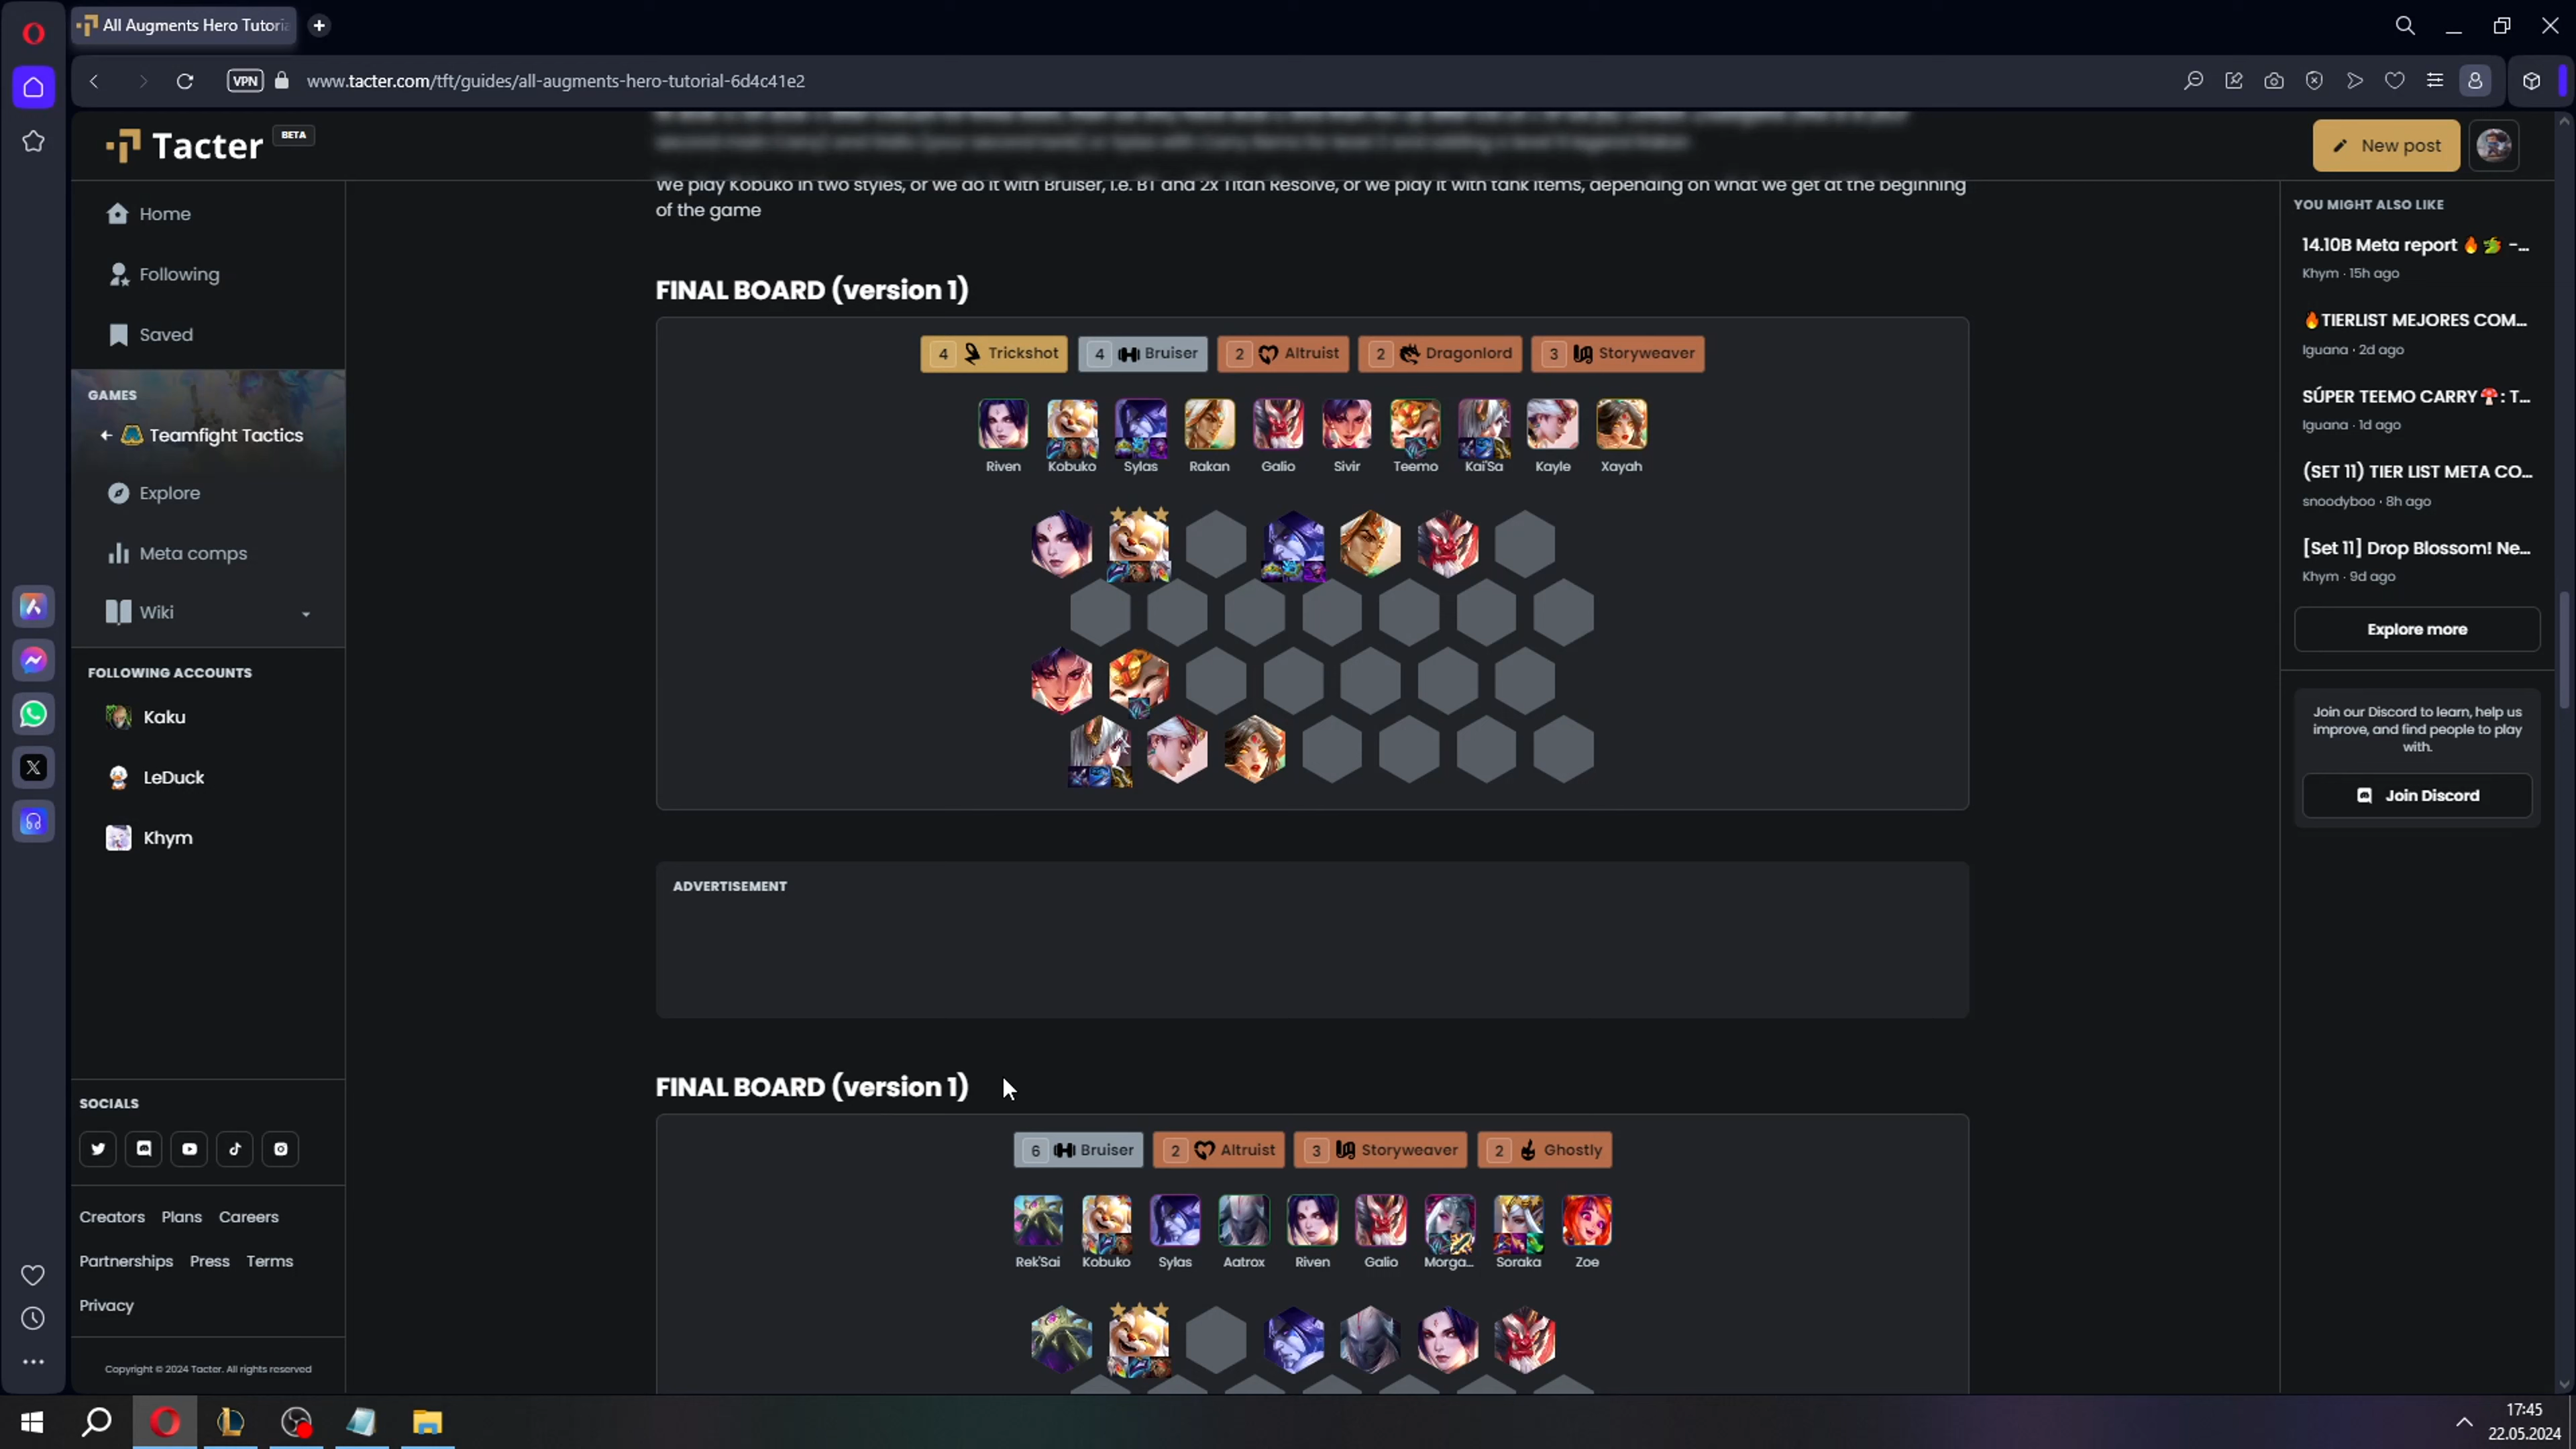 All Augments Hero Tutoria
VPN
www.tacter.com/tft/guides/all-augments-hero-tutorial-6d4c41e2
Tacter
BETA
New post
Home
Following
Saved
GAMES
Teamfight Tactics
Explore
Meta comps
Wiki
FOLLOWING ACCOUNTS
Kaku
LeDuck
Khym
SOCIALS
Creators Plans Careers
Partnerships Press Terms
Privacy
Copyright © 2024 Tacter. All rights reserved
We play Kobuko in two styles, or we do it with Bruiser, i.e. BT and 2x Titan Resolve, or we play it with tank items, depending on what we get at the beginning
of the game
FINAL BOARD (version 1)
4 Trickshot 4 Bruiser 2 Altruist 2 Dragonlord 3 Storyweaver
Riven Kobuko Sylas Rakan Galio Sivir Teemo Kai'Sa Kayle Xayah
ADVERTISEMENT
FINAL BOARD (version 1)
6 Bruiser 2 Altruist 3 Storyweaver 2 Ghostly
Rek'Sai Kobuko Sylas Aatrox Riven Galio Morga... Soraka Zoe
YOU MIGHT ALSO LIKE
14.10B Meta report 🔥🐉 -...
Khym · 15h ago
🔥TIERLIST MEJORES COM...
Iguana · 2d ago
SÚPER TEEMO CARRY🍄: T...
Iguana · 1d ago
(SET 11) TIER LIST META CO...
snoodyboo · 8h ago
[Set 11] Drop Blossom! Ne...
Khym · 9d ago
Explore more
Join our Discord to learn, help us
improve, and find people to play
with.
Join Discord
17:45
22.05.2024